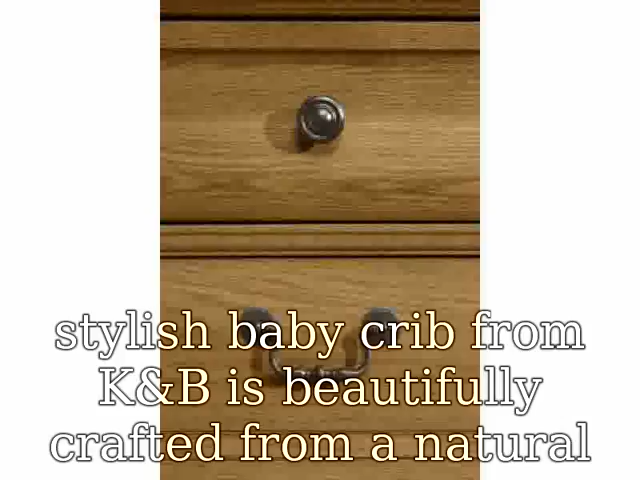 stylish baby crib from
K&B is beautifully
crafted from a natural